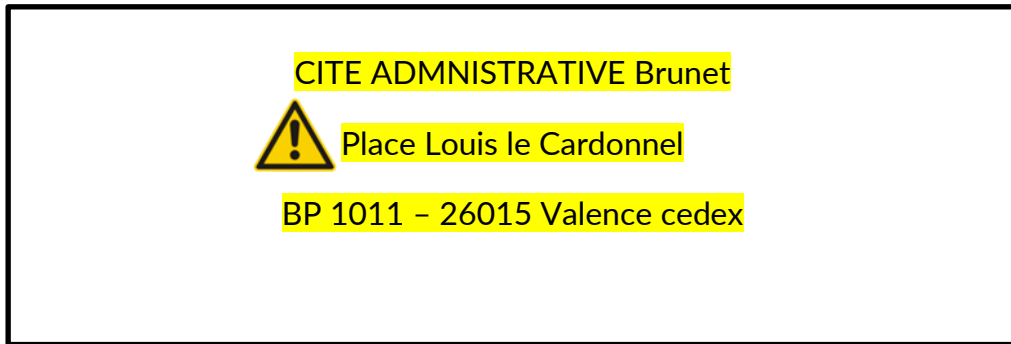 CITE ADMNISTRATIVE Brunet
Place Louis le Cardonnel
BP 1011 – 26015 Valence cedex